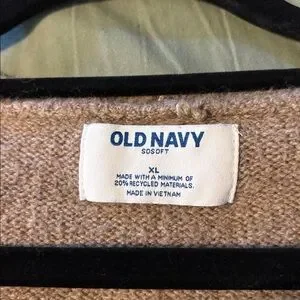 OLD NAVY
SOSOFT
XL
MADE WITH A MINIMUM OF
20% RECYCLED MATERIALS.
MADE IN VIETNAM